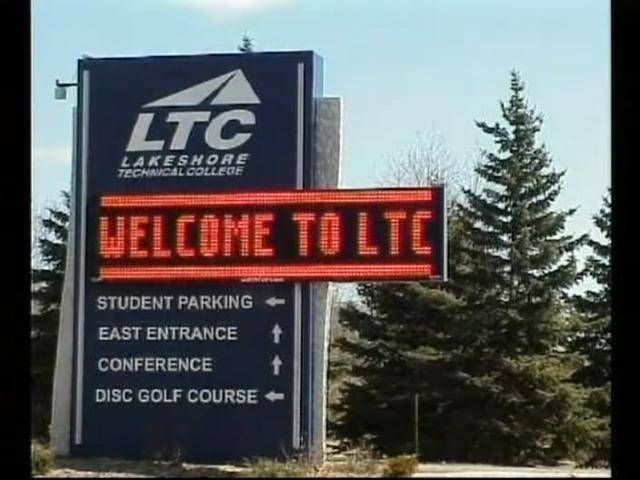 LTC
LAKESHORE
TECHNICAL COLLEGE
WELCOME TO LTC
STUDENT PARKING ←
EAST ENTRANCE ↑
CONFERENCE ↑
DISC GOLF COURSE ←